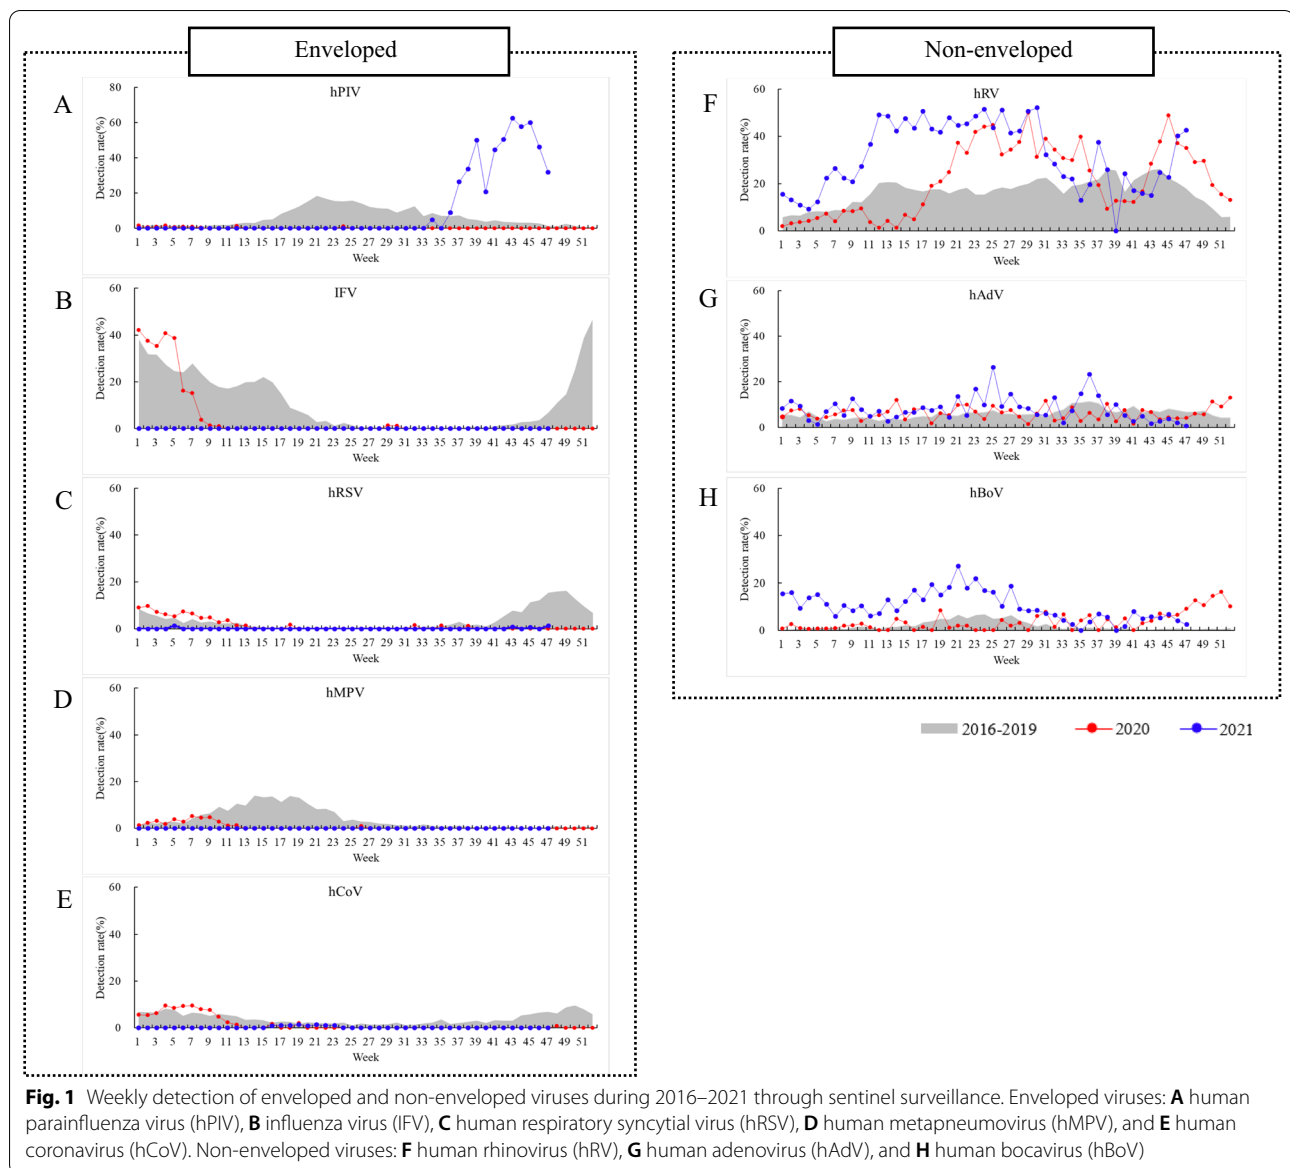 Enveloped
A
hPIV
Detection rate(%)
80
60
40
20
0
1 3 5 7 9 11 13 15 17 19 21 23 25 27 29 31 33 35 37 39 41 43 45 47 49 51
Week
B
IFV
Detection rate(%)
60
40
20
0
1 3 5 7 9 11 13 15 17 19 21 23 25 27 29 31 33 35 37 39 41 43 45 47 49 51
Week
C
hRSV
Detection rate(%)
60
40
20
0
1 3 5 7 9 11 13 15 17 19 21 23 25 27 29 31 33 35 37 39 41 43 45 47 49 51
Week
D
hMPV
Detection rate(%)
60
40
20
0
1 3 5 7 9 11 13 15 17 19 21 23 25 27 29 31 33 35 37 39 41 43 45 47 49 51
Week
E
hCoV
Detection rate(%)
60
40
20
0
1 3 5 7 9 11 13 15 17 19 21 23 25 27 29 31 33 35 37 39 41 43 45 47 49 51
Week
Non-enveloped
F
hRV
Detection rate(%)
60
40
20
0
1 3 5 7 9 11 13 15 17 19 21 23 25 27 29 31 33 35 37 39 41 43 45 47 49 51
Week
G
hAdV
Detection rate(%)
60
40
20
0
1 3 5 7 9 11 13 15 17 19 21 23 25 27 29 31 33 35 37 39 41 43 45 47 49 51
Week
H
hBoV
Detection rate(%)
60
40
20
0
1 3 5 7 9 11 13 15 17 19 21 23 25 27 29 31 33 35 37 39 41 43 45 47 49 51
Week
2016-2019 2020 2021
Fig. 1 Weekly detection of enveloped and non-enveloped viruses during 2016–2021 through sentinel surveillance. Enveloped viruses: A human
parainfluenza virus (hPIV), B influenza virus (IFV), C human respiratory syncytial virus (hRSV), D human metapneumovirus (hMPV), and E human
coronavirus (hCoV). Non-enveloped viruses: F human rhinovirus (hRV), G human adenovirus (hAdV), and H human bocavirus (hBoV)